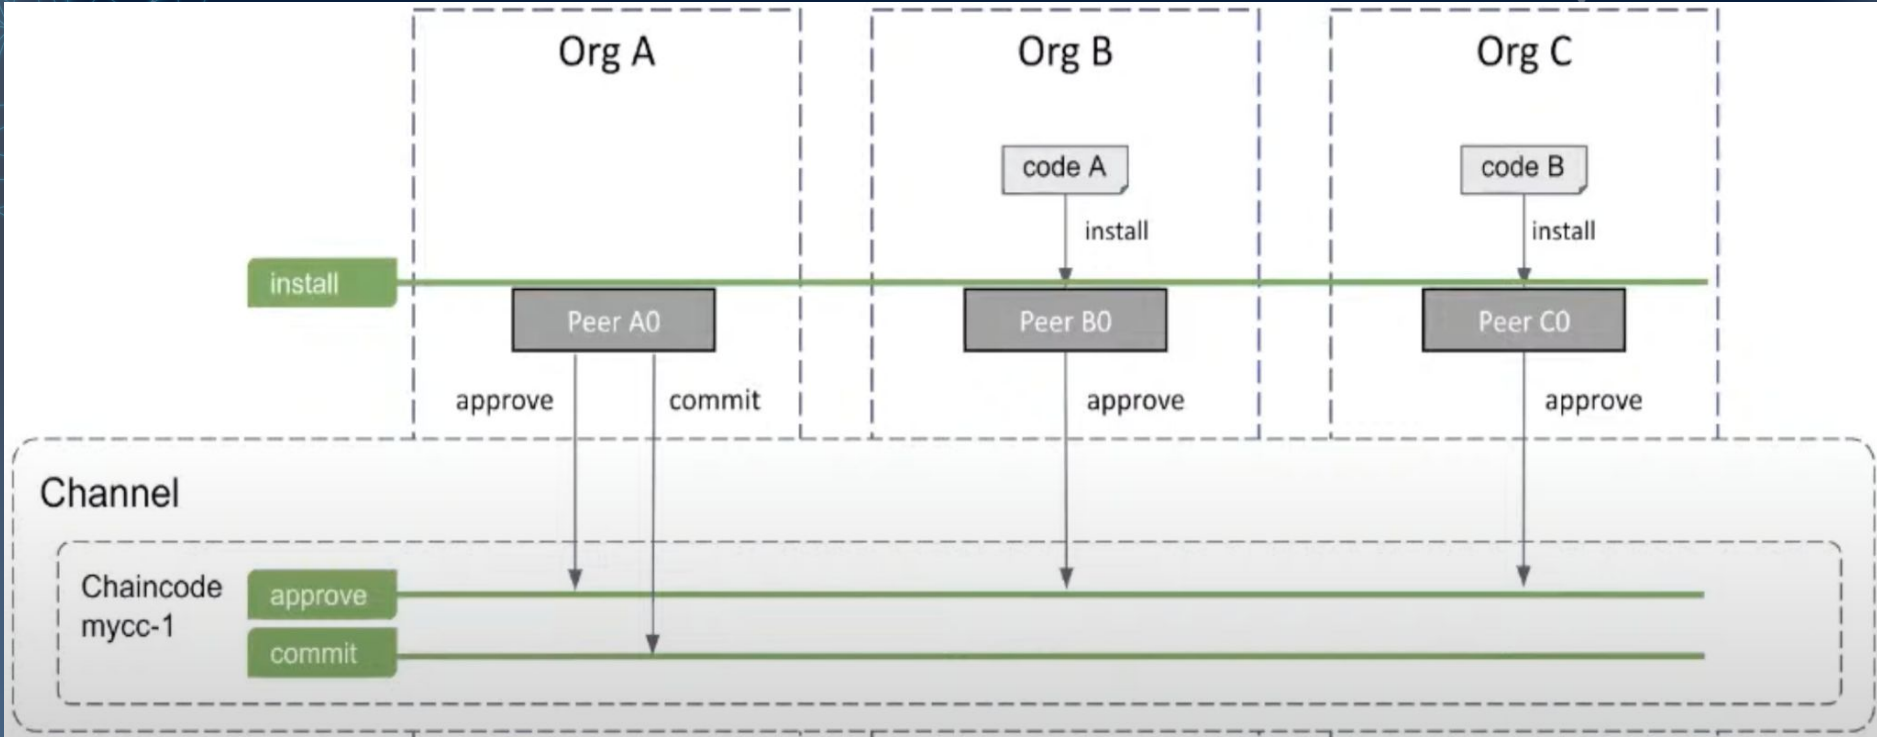 Org A
Org B
Org C
code A
code B
install
install
install
Peer A0
Peer B0
Peer C0
approve
commit
approve
approve
Channel
Chaincode
mycc-1
approve
commit